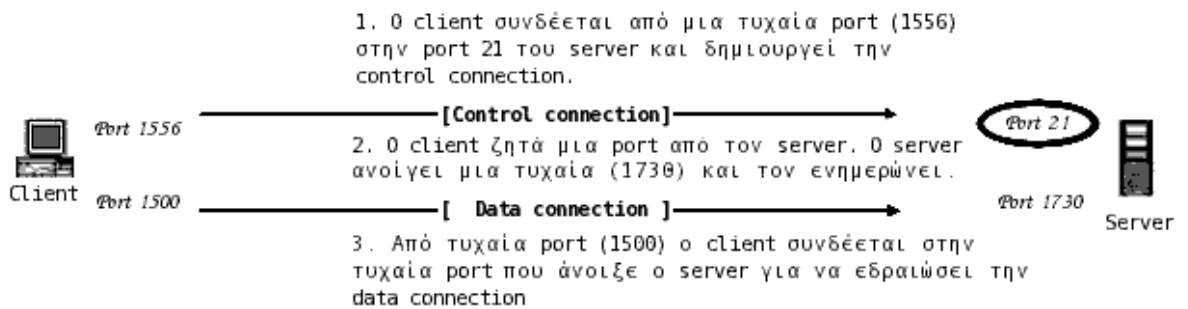 1. Ο client συνδέεται από μια τυχαία port (1556)
στην port 21 του server και δημιουργεί την
control connection.
[Control connection]
Port 1556
Port 21
2. Ο client ζητά μια port από τον server. Ο server
ανοίγει μια τυχαία (1730) και τον ενημερώνει.
Client
Port 1500
[ Data connection ]
Port 1730
Server
3. Από τυχαία port (1500) ο client συνδέεται στην
τυχαία port που άνοιξε ο server για να εδραιώσει την
data connection